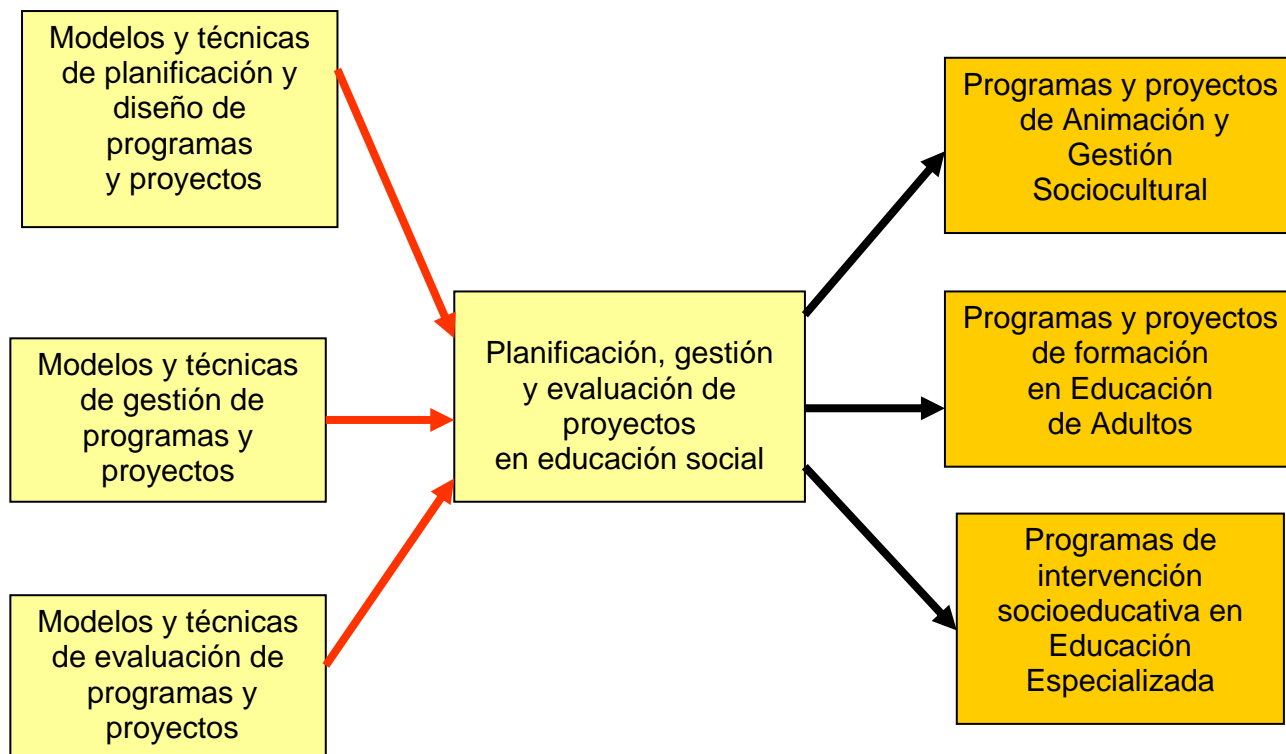 Modelos y técnicas
de planificación y
diseño de
programas
y proyectos
Modelos y técnicas
de gestión de
programas y
proyectos
Modelos y técnicas
de evaluación de
programas y
proyectos
Planificación, gestión
y evaluación de
proyectos
en educación social
Programas y proyectos
de Animación y
Gestión
Sociocultural
Programas y proyectos
de formación
en Educación
de Adultos
Programas de
intervención
socioeducativa en
Educación
Especializada